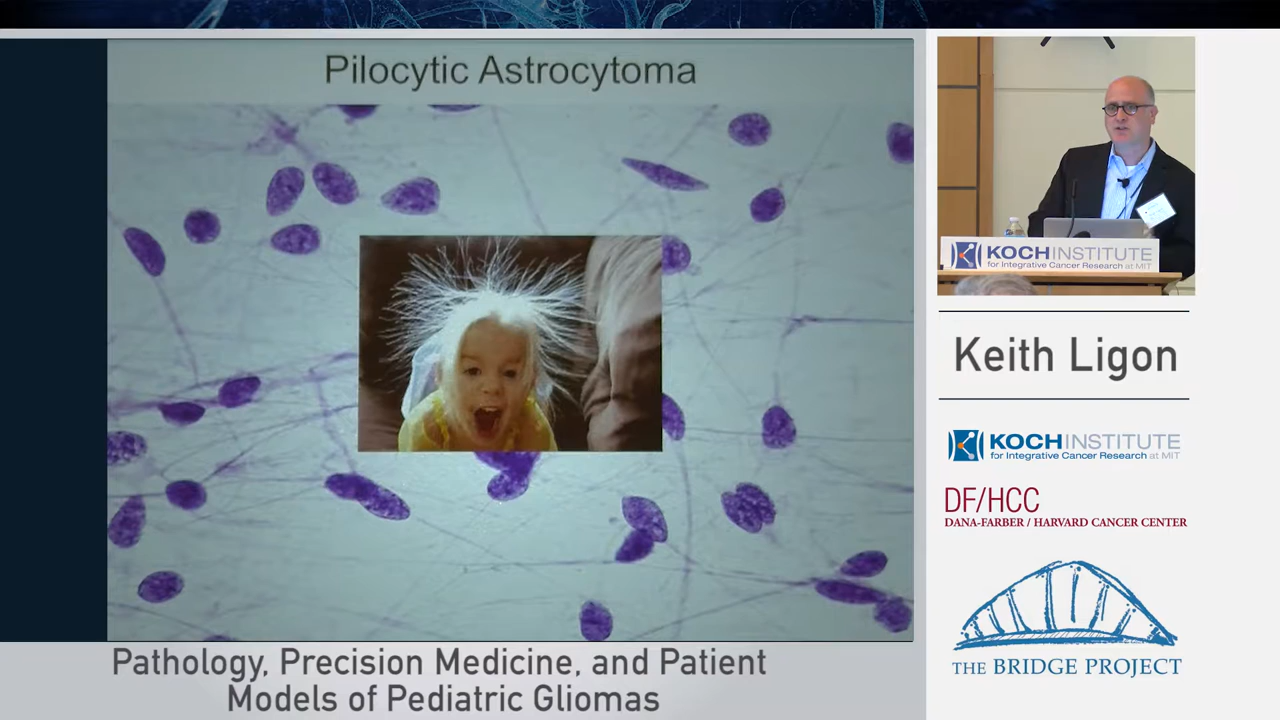 Pilocytic Astrocytoma
KOCH INSTITUTE
for Integrative Cancer Research at MIT
Keith Ligon
KOCH INSTITUTE
for Integrative Cancer Research at MIT
DF/HCC
DANA-FARBER / HARVARD CANCER CENTER
THE BRIDGE PROJECT
Pathology, Precision Medicine, and Patient
Models of Pediatric Gliomas